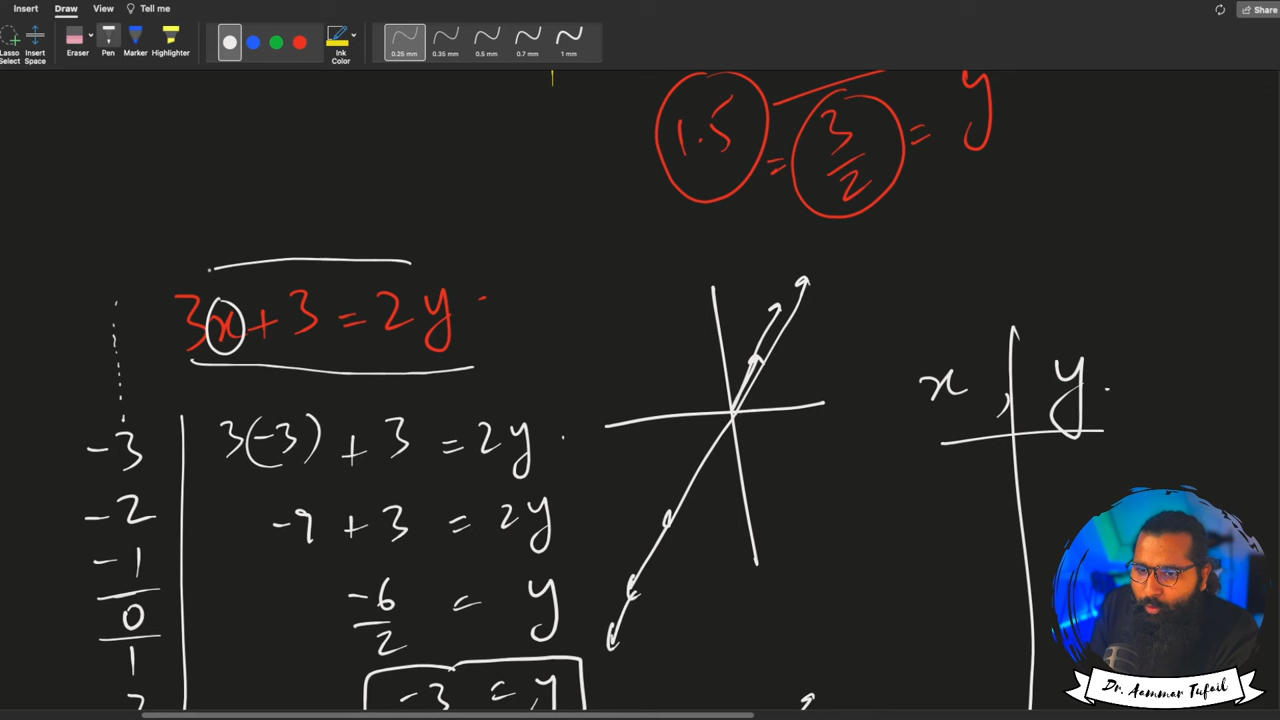 Insert Draw View Tell me
Share
Lasso Select
Insert Space
Eraser
Pen
Marker
Highlighter
Ink Color
0.25 mm
0.35 mm
0.5 mm
0.7 mm
1 mm
1.5 = 3/2 = y
3x + 3 = 2y
x , y
-3
3(-3) + 3 = 2y
-2
-9 + 3 = 2y
-1
-6/2 = y
0
1
-3 = y
Dr. Aammar Tufail